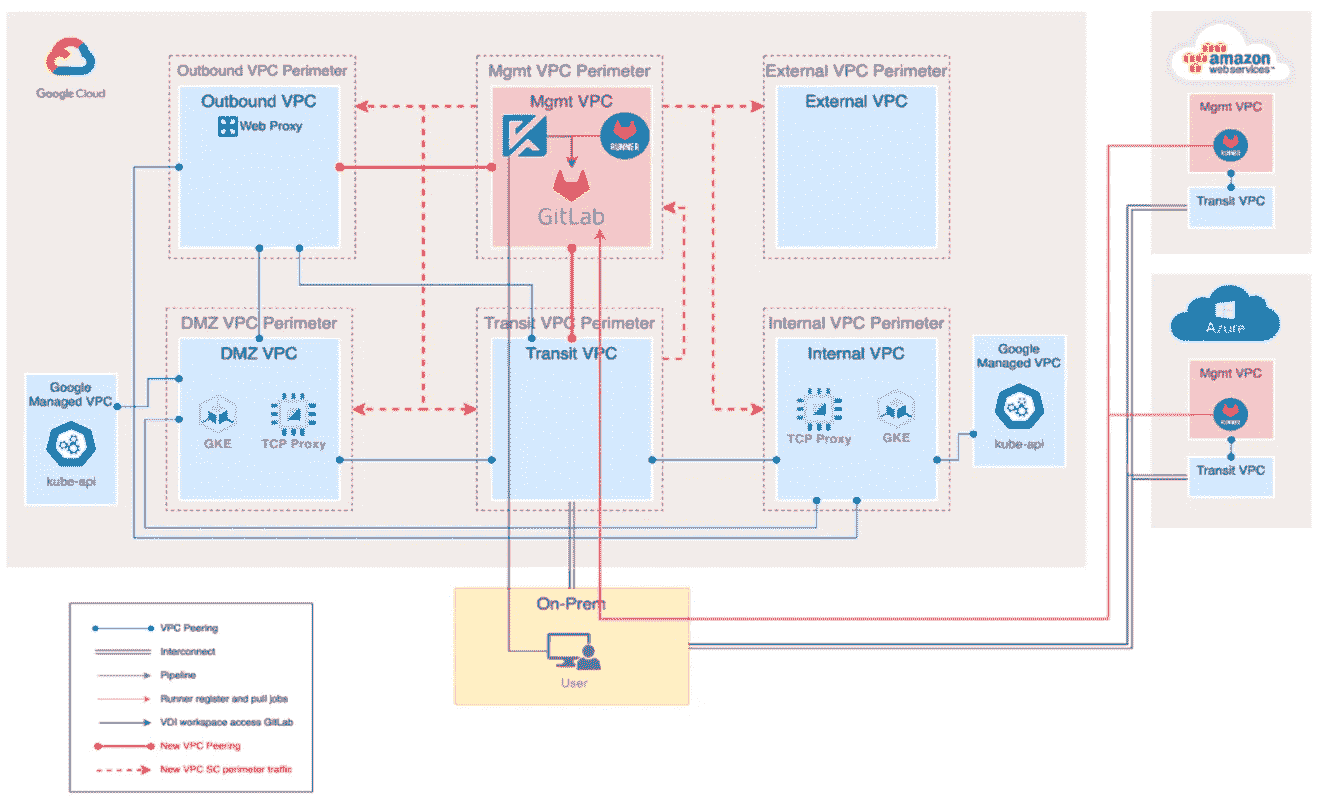 Google Cloud
Outbound VPC Perimeter
Outbound VPC
Web Proxy
Mgmt VPC Perimeter
Mgmt VPC
RUNNER
GitLab
External VPC Perimeter
External VPC
DMZ VPC Perimeter
DMZ VPC
GKE
TCP Proxy
Transit VPC Perimeter
Transit VPC
Internal VPC Perimeter
Internal VPC
TCP Proxy
GKE
Google
Managed VPC
kube-api
Google
Managed VPC
kube-api
amazon
web services™
Mgmt VPC
RUNNER
Transit VPC
Azure
Mgmt VPC
RUNNER
Transit VPC
On-Prem
User
VPC Peering
Interconnect
Pipeline
Runner register and pull jobs
VDI workspace access GitLab
New VPC Peering
New VPC SC perimeter traffic